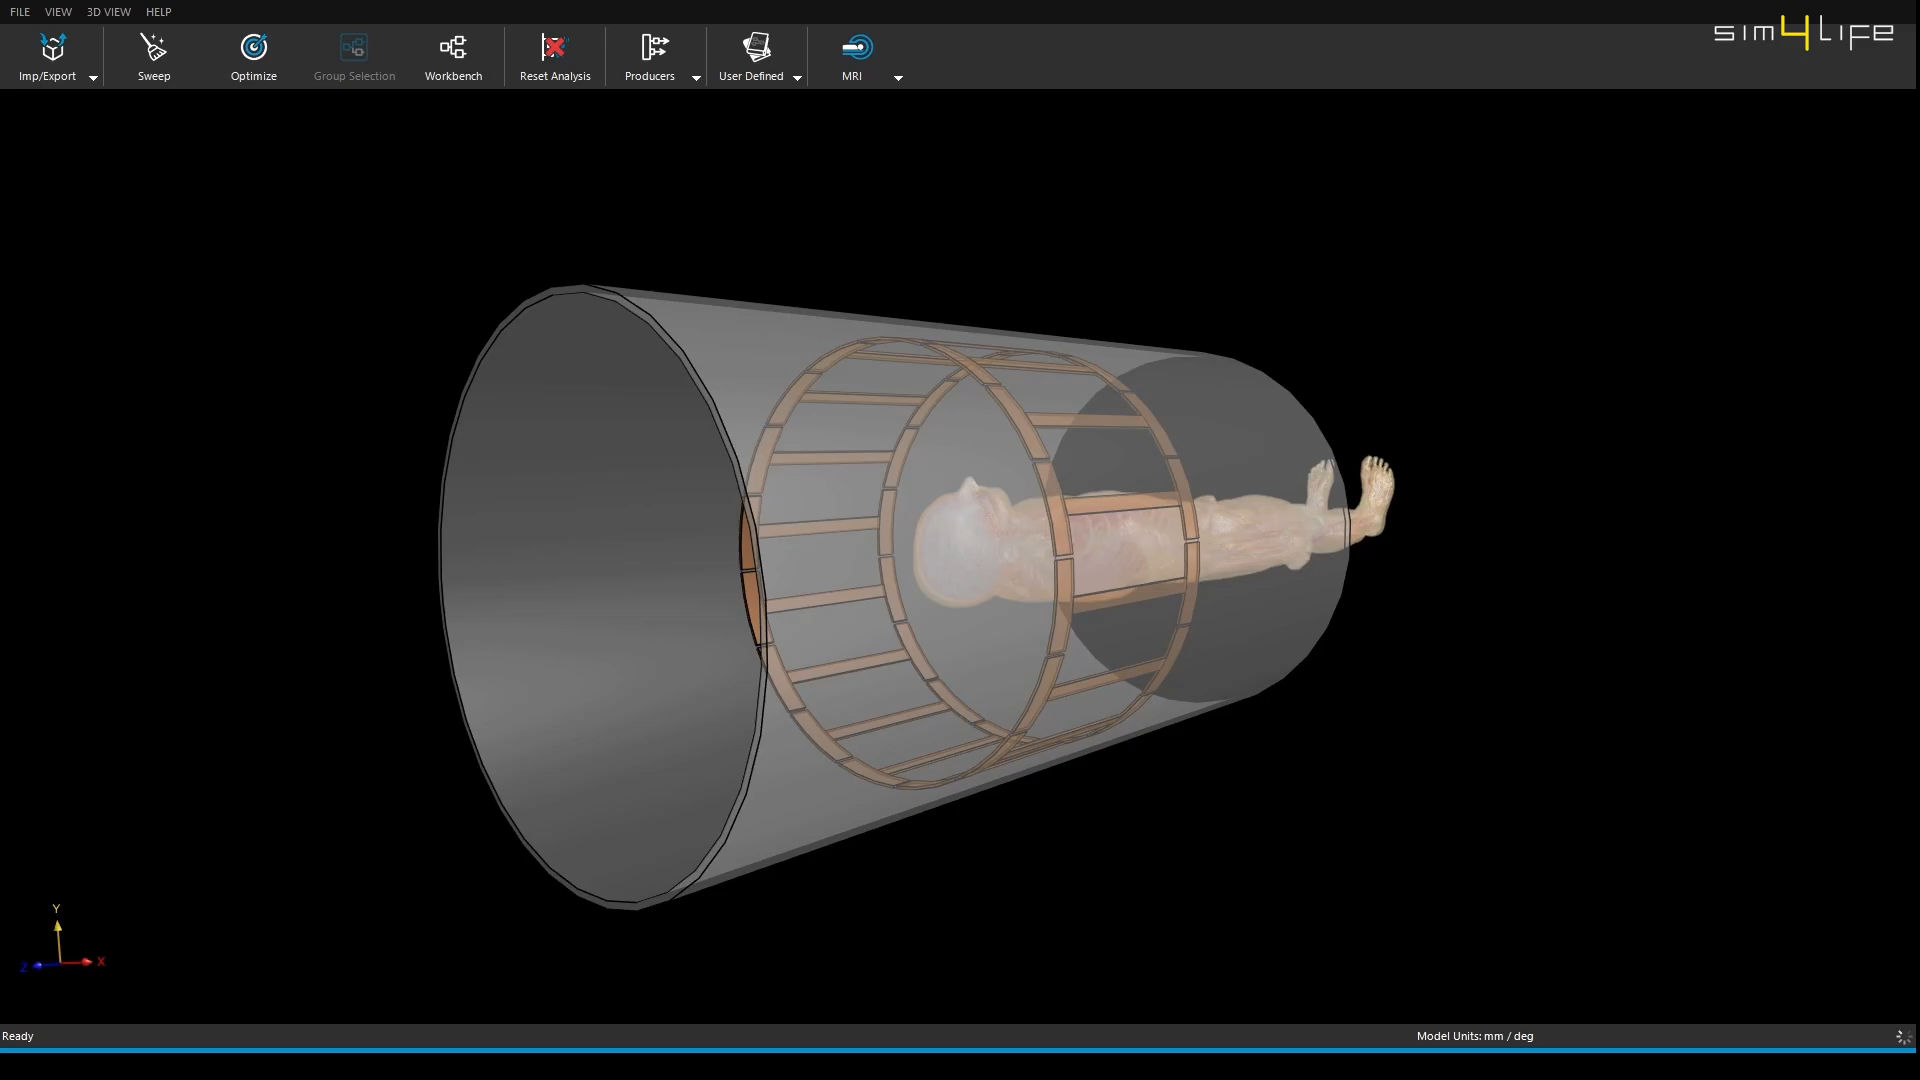 FILE VIEW 3D VIEW HELP
sim4life
Imp/Export Sweep Optimize Group Selection Workbench Reset Analysis Producers User Defined MRI
Y
Z X
Ready Model Units: mm / deg